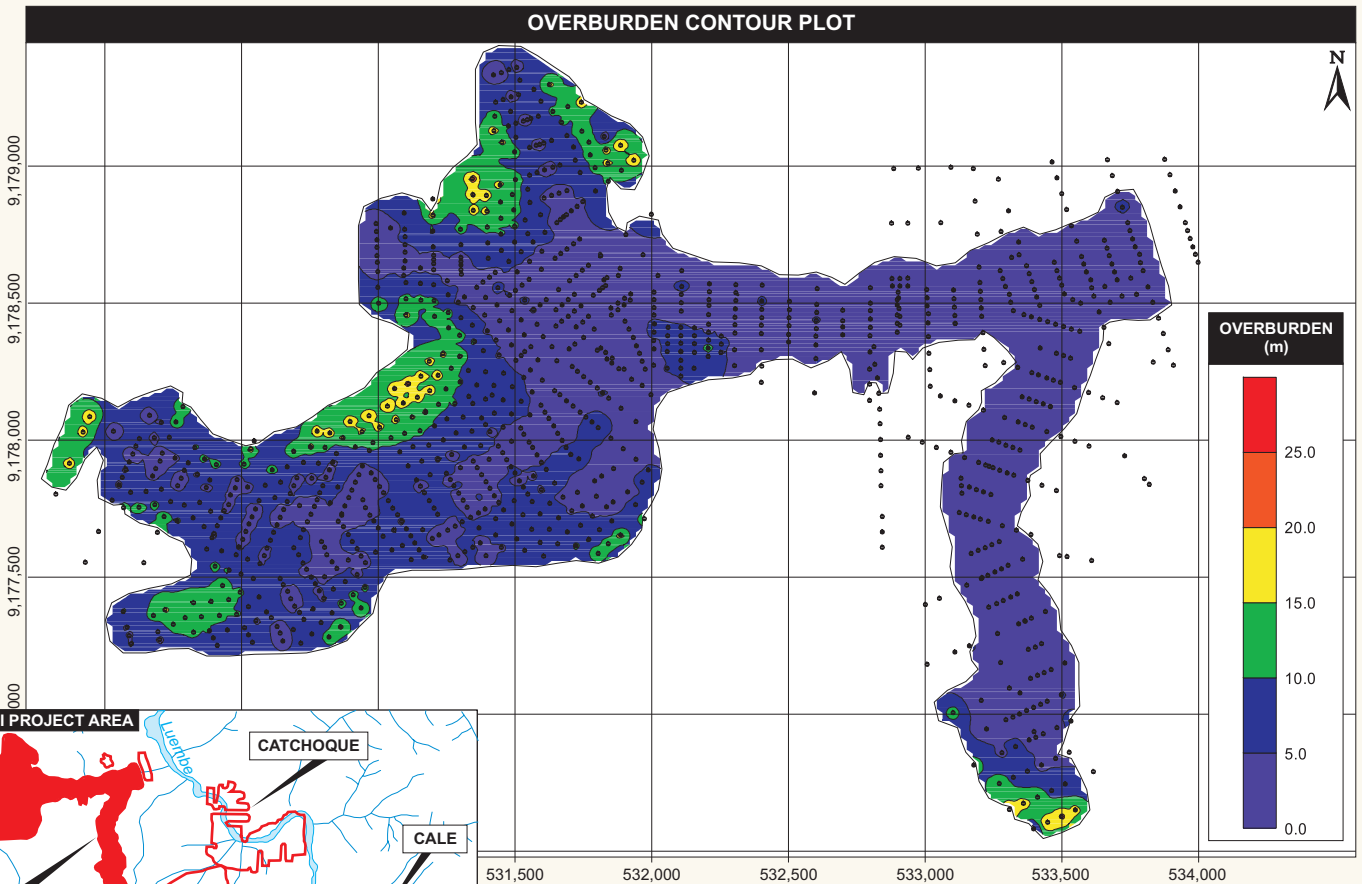 OVERBURDEN CONTOUR PLOT
N
9,179,000
9,178,500
9,178,000
9,177,500
000
OVERBURDEN
(m)
25.0
20.0
15.0
10.0
5.0
0.0
I PROJECT AREA
Luembe
CATCHOQUE
CALE
531,500
532,000
532,500
533,000
533,500
534,000